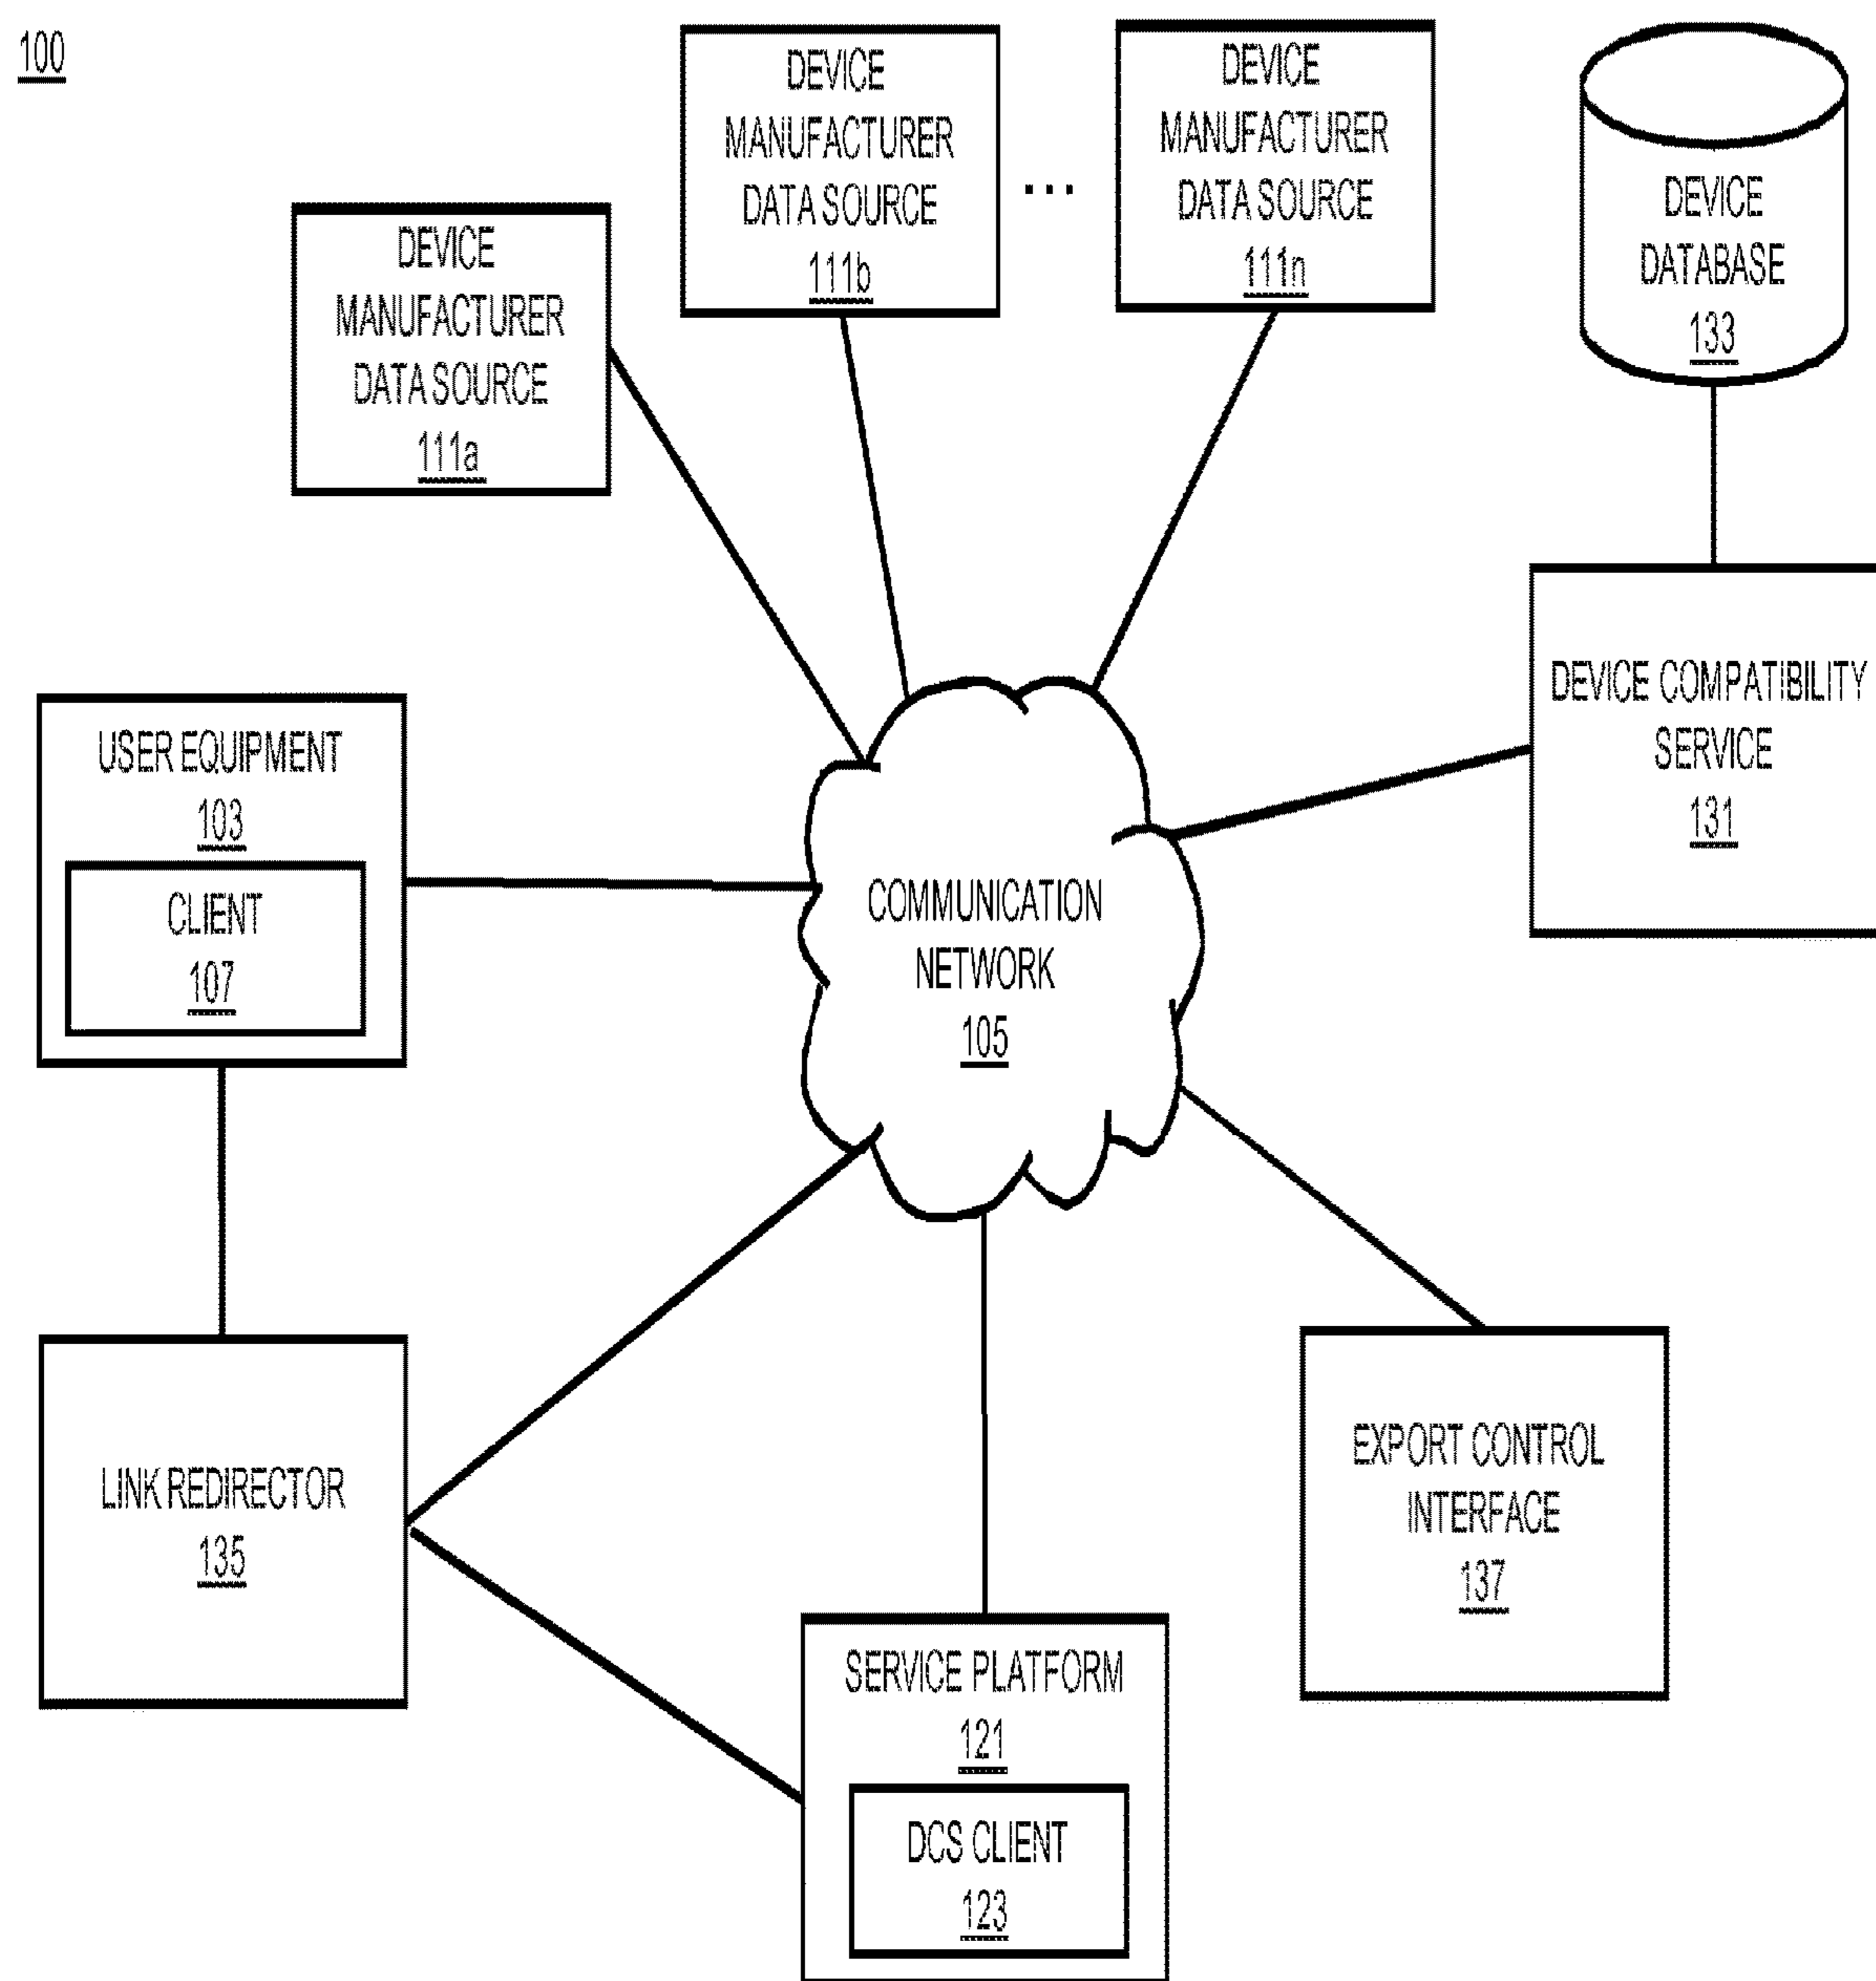 100
DEVICE
MANUFACTURER
DATA SOURCE
111a
DEVICE
MANUFACTURER
DATA SOURCE
111b
...
DEVICE
MANUFACTURER
DATA SOURCE
111n
DEVICE
DATABASE
133
DEVICE COMPATIBILITY
SERVICE
131
USER EQUIPMENT
103
CLIENT
107
COMMUNICATION
NETWORK
105
LINK REDIRECTOR
135
SERVICE PLATFORM
121
DCS CLIENT
123
EXPORT CONTROL
INTERFACE
137